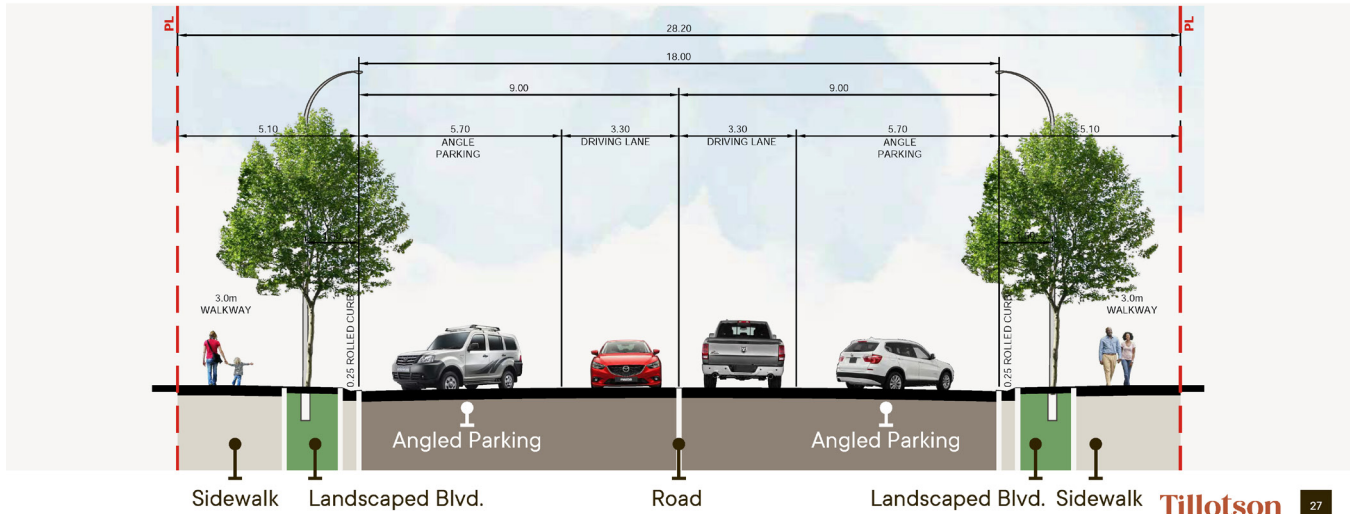 PL
PL
28.20
18.00
9.00
9.00
5.10
5.70
ANGLE
PARKING
3.30
DRIVING LANE
3.30
DRIVING LANE
5.70
ANGLE
PARKING
5.10
3.0m
WALKWAY
0.25 ROLLED CURB
0.25 ROLLED CURB
3.0m
WALKWAY
Angled Parking
Angled Parking
Sidewalk
Landscaped Blvd.
Road
Landscaped Blvd.
Sidewalk
Tillotson
27